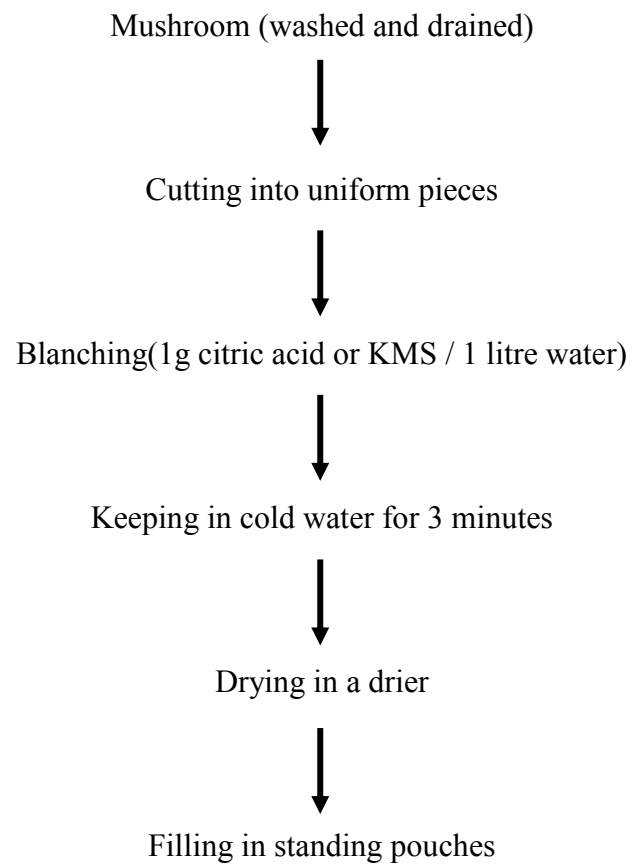 Mushroom (washed and drained)
Cutting into uniform pieces
Blanching(1g citric acid or KMS / 1 litre water)
Keeping in cold water for 3 minutes
Drying in a drier
Filling in standing pouches